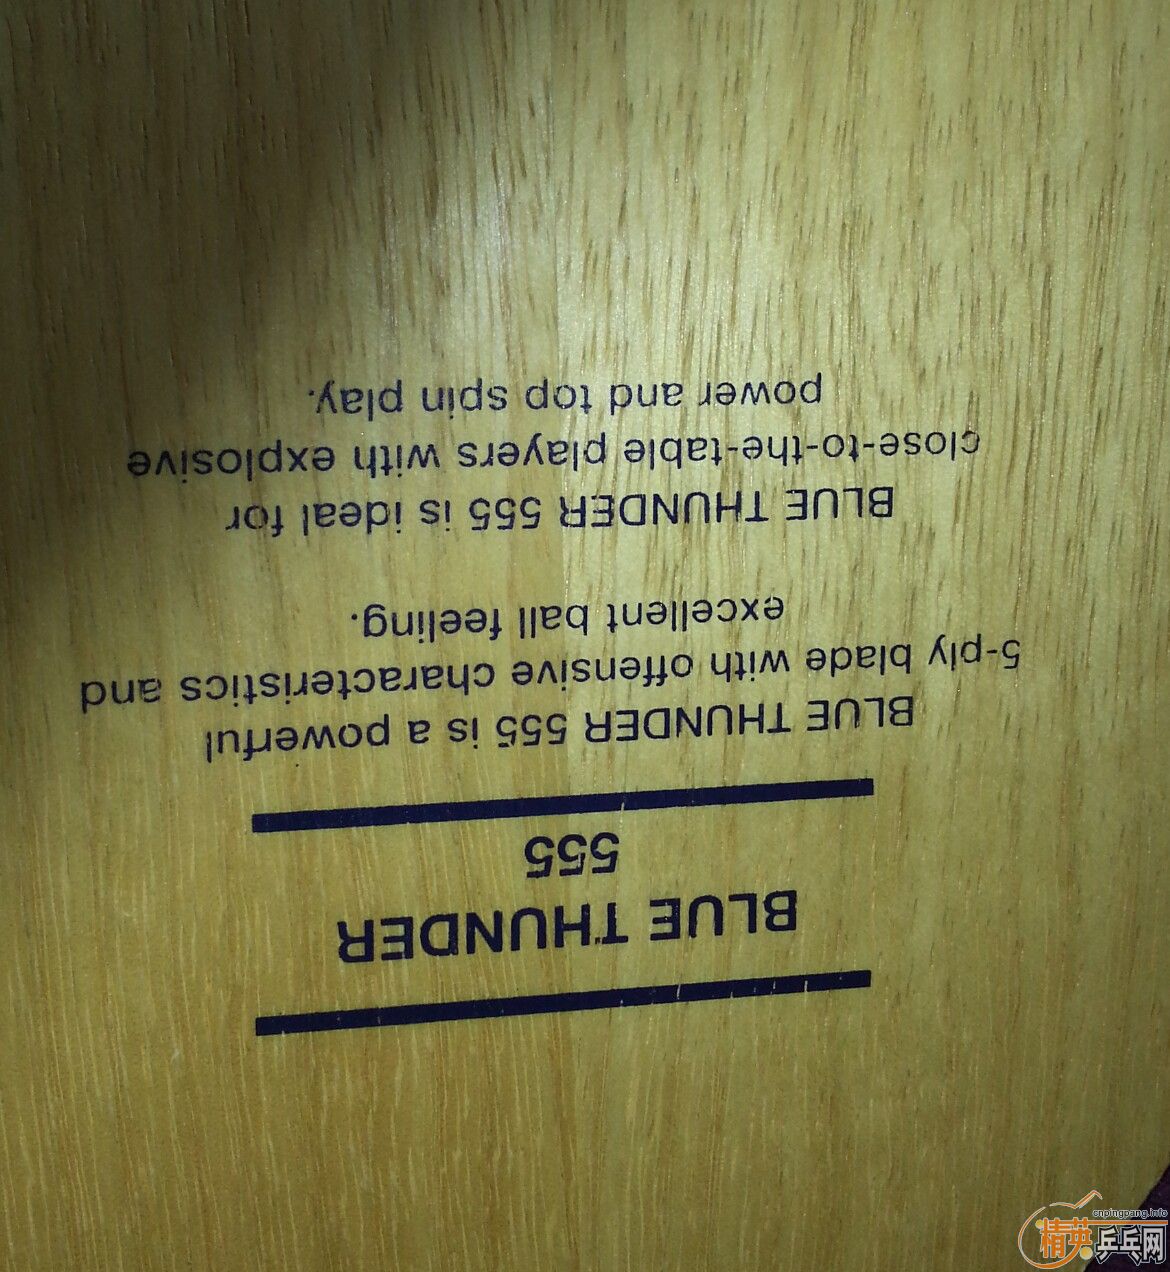 BLUE THUNDER
555
BLUE THUNDER 555 is a powerful
5-ply blade with offensive characteristics and
excellent ball feeling.
BLUE THUNDER 555 is ideal for
close-to-the-table players with explosive
power and top spin play.
cnpingpang.info
精英乒乓网